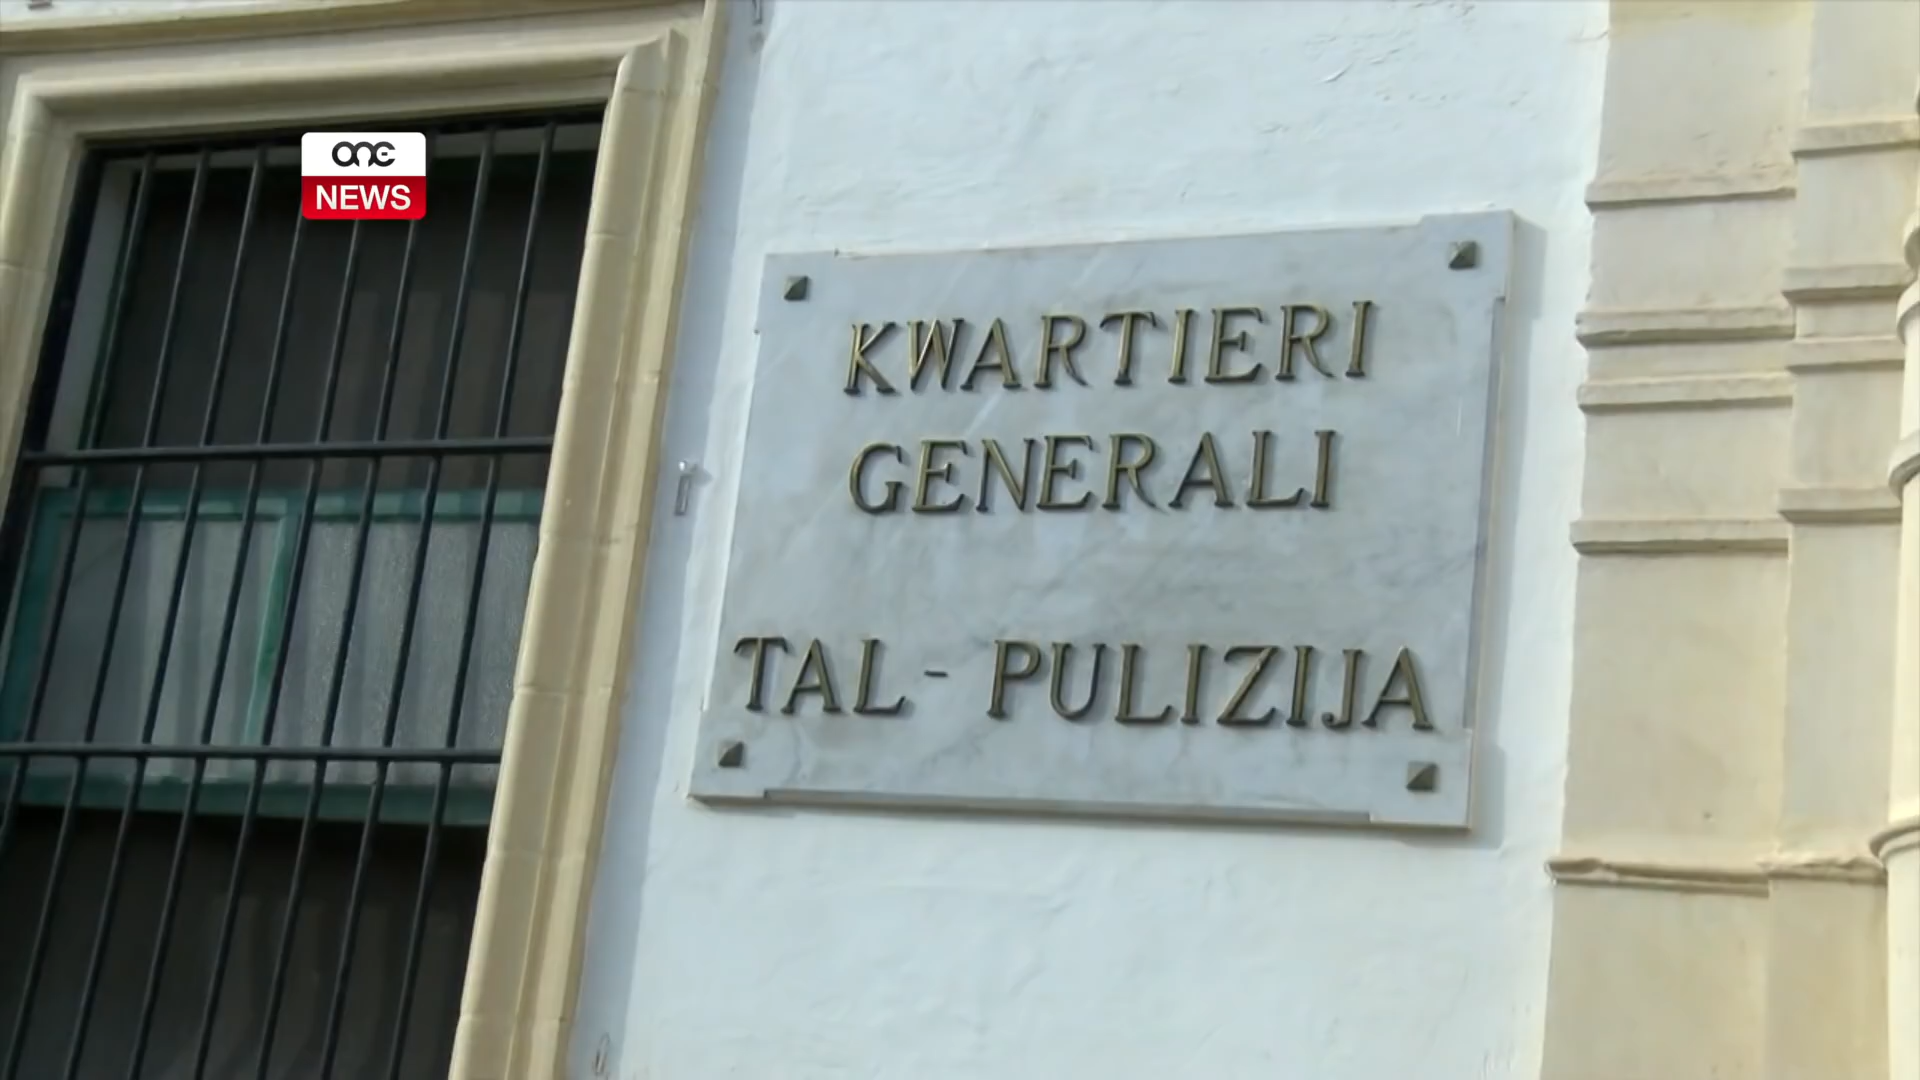 one
NEWS
KWARTIERI
GENERALI
TAL - PULIZIJA